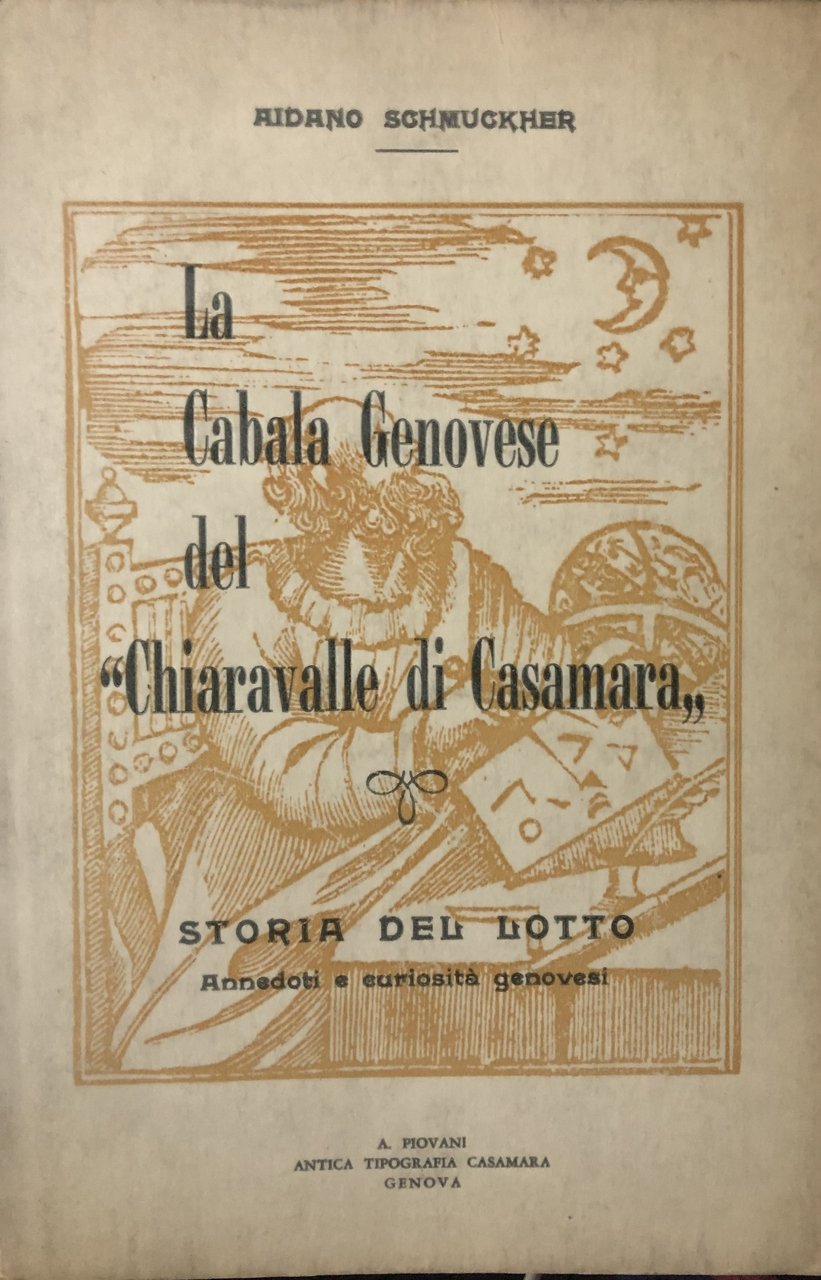 AIDANO SCHMUCKHER
La
Cabala Genovese
del
“Chiaravalle di Casamara„
STORIA DEL LOTTO
Annedoti e curiosità genovesi
A. PIOVANI
ANTICA TIPOGRAFIA CASAMARA
GENOVA